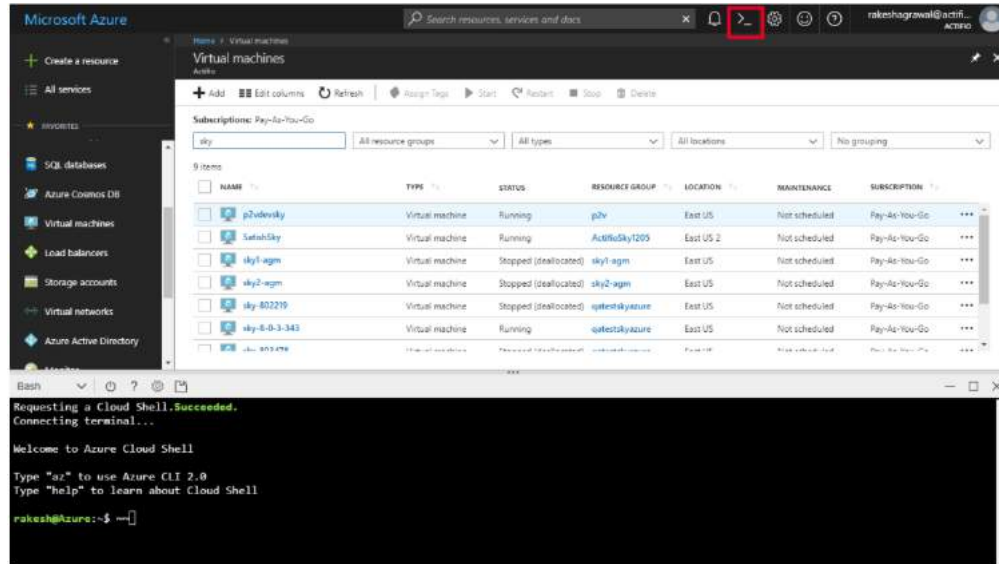 Microsoft Azure
Search resources, services and docs
rakeshagrawal@actifi...
ACTIFIO
Home > Virtual machines
Virtual machines
Actifio
Create a resource
All services
FAVORITES
SQL databases
Azure Cosmos DB
Virtual machines
Load balancers
Storage accounts
Virtual networks
Azure Active Directory
Monitor
Add Edit columns Refresh Assign Tags Start Restart Stop Delete
Subscriptions: Pay-As-You-Go
sky All resource groups All types All locations No grouping
9 items
NAME TYPE STATUS RESOURCE GROUP LOCATION MAINTENANCE SUBSCRIPTION
p2vdevsky Virtual machine Running p2v East US Not scheduled Pay-As-You-Go
SatishSky Virtual machine Running ActifioSky1205 East US 2 Not scheduled Pay-As-You-Go
sky1-agm Virtual machine Stopped (deallocated) sky1-agm East US Not scheduled Pay-As-You-Go
sky2-agm Virtual machine Stopped (deallocated) sky2-agm East US Not scheduled Pay-As-You-Go
sky-802219 Virtual machine Stopped (deallocated) qatestskyazure East US Not scheduled Pay-As-You-Go
sky-8-0-3-343 Virtual machine Running qatestskyazure East US Not scheduled Pay-As-You-Go
Bash
Requesting a Cloud Shell.Succeeded.
Connecting terminal...
Welcome to Azure Cloud Shell
Type "az" to use Azure CLI 2.0
Type "help" to learn about Cloud Shell
rakesh@Azure:~$